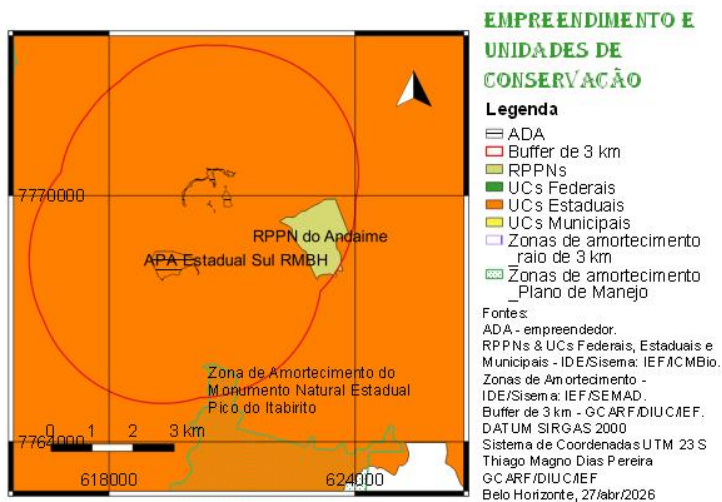 EMPREENDIMENTO E
UNIDADES DE
CONSERVAÇÃO
Legenda
ADA
Buffer de 3 km
RPPNs
UCs Federais
UCs Estaduais
UCs Municipais
Zonas de amortecimento
_raio de 3 km
Zonas de amortecimento
_Plano de Manejo
Fontes:
ADA - empreendedor.
RPPNs & UCs Federais, Estaduais e
Municipais - IDE/Sisema: IEF/ICMBio.
Zonas de Amortecimento -
IDE/Sisema: IEF/SEMAD.
Buffer de 3 km - GCARF/DIUC/IEF.
DATUM SIRGAS 2000
Sistema de Coordenadas UTM 23 S
Thiago Magno Dias Pereira
GCARF/DIUC/IEF
Belo Horizonte, 27/abr/2026
7770000
RPPN do Andaime
APA Estadual Sul RMBH
Zona de Amortecimento do
Monumento Natural Estadual
Pico do Itabirito
0 1 2 3 km
7764000
618000 624000